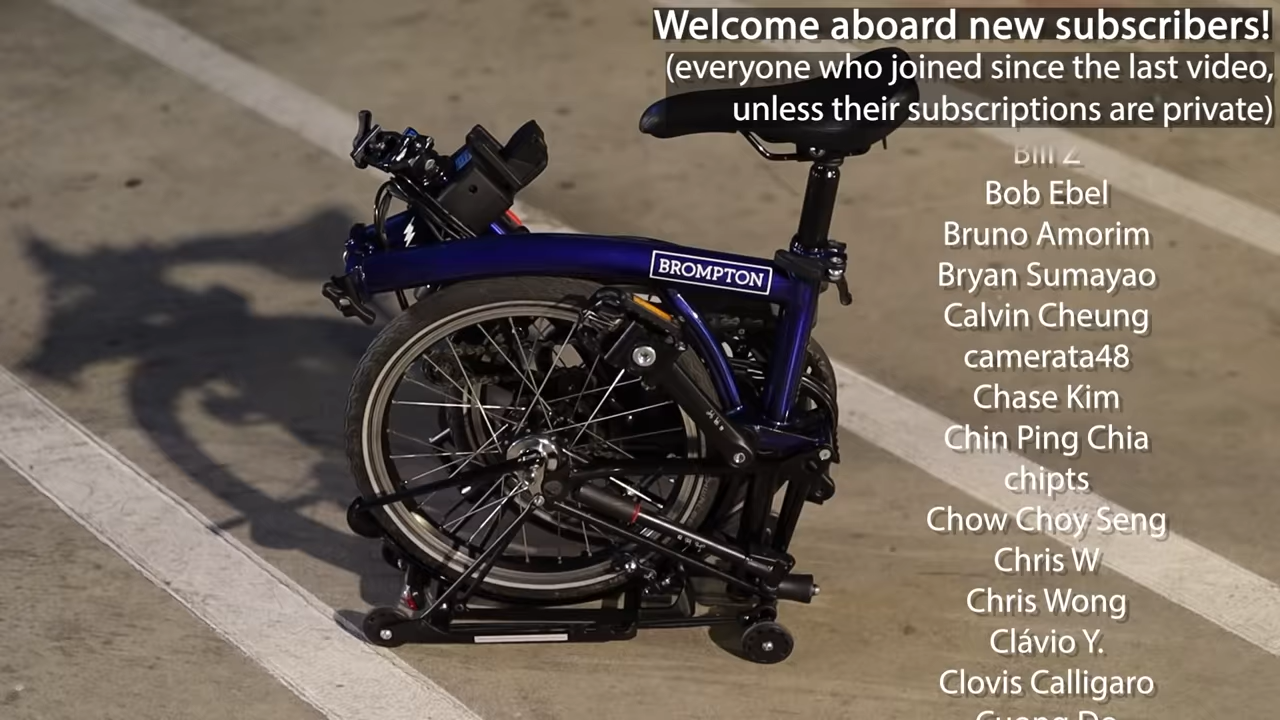 Welcome aboard new subscribers!
(everyone who joined since the last video,
unless their subscriptions are private)
Bill Z
Bob Ebel
Bruno Amorim
Bryan Sumayao
Calvin Cheung
camerata48
Chase Kim
Chin Ping Chia
chipts
Chow Choy Seng
Chris W
Chris Wong
Clávio Y.
Clovis Calligaro
BROMPTON